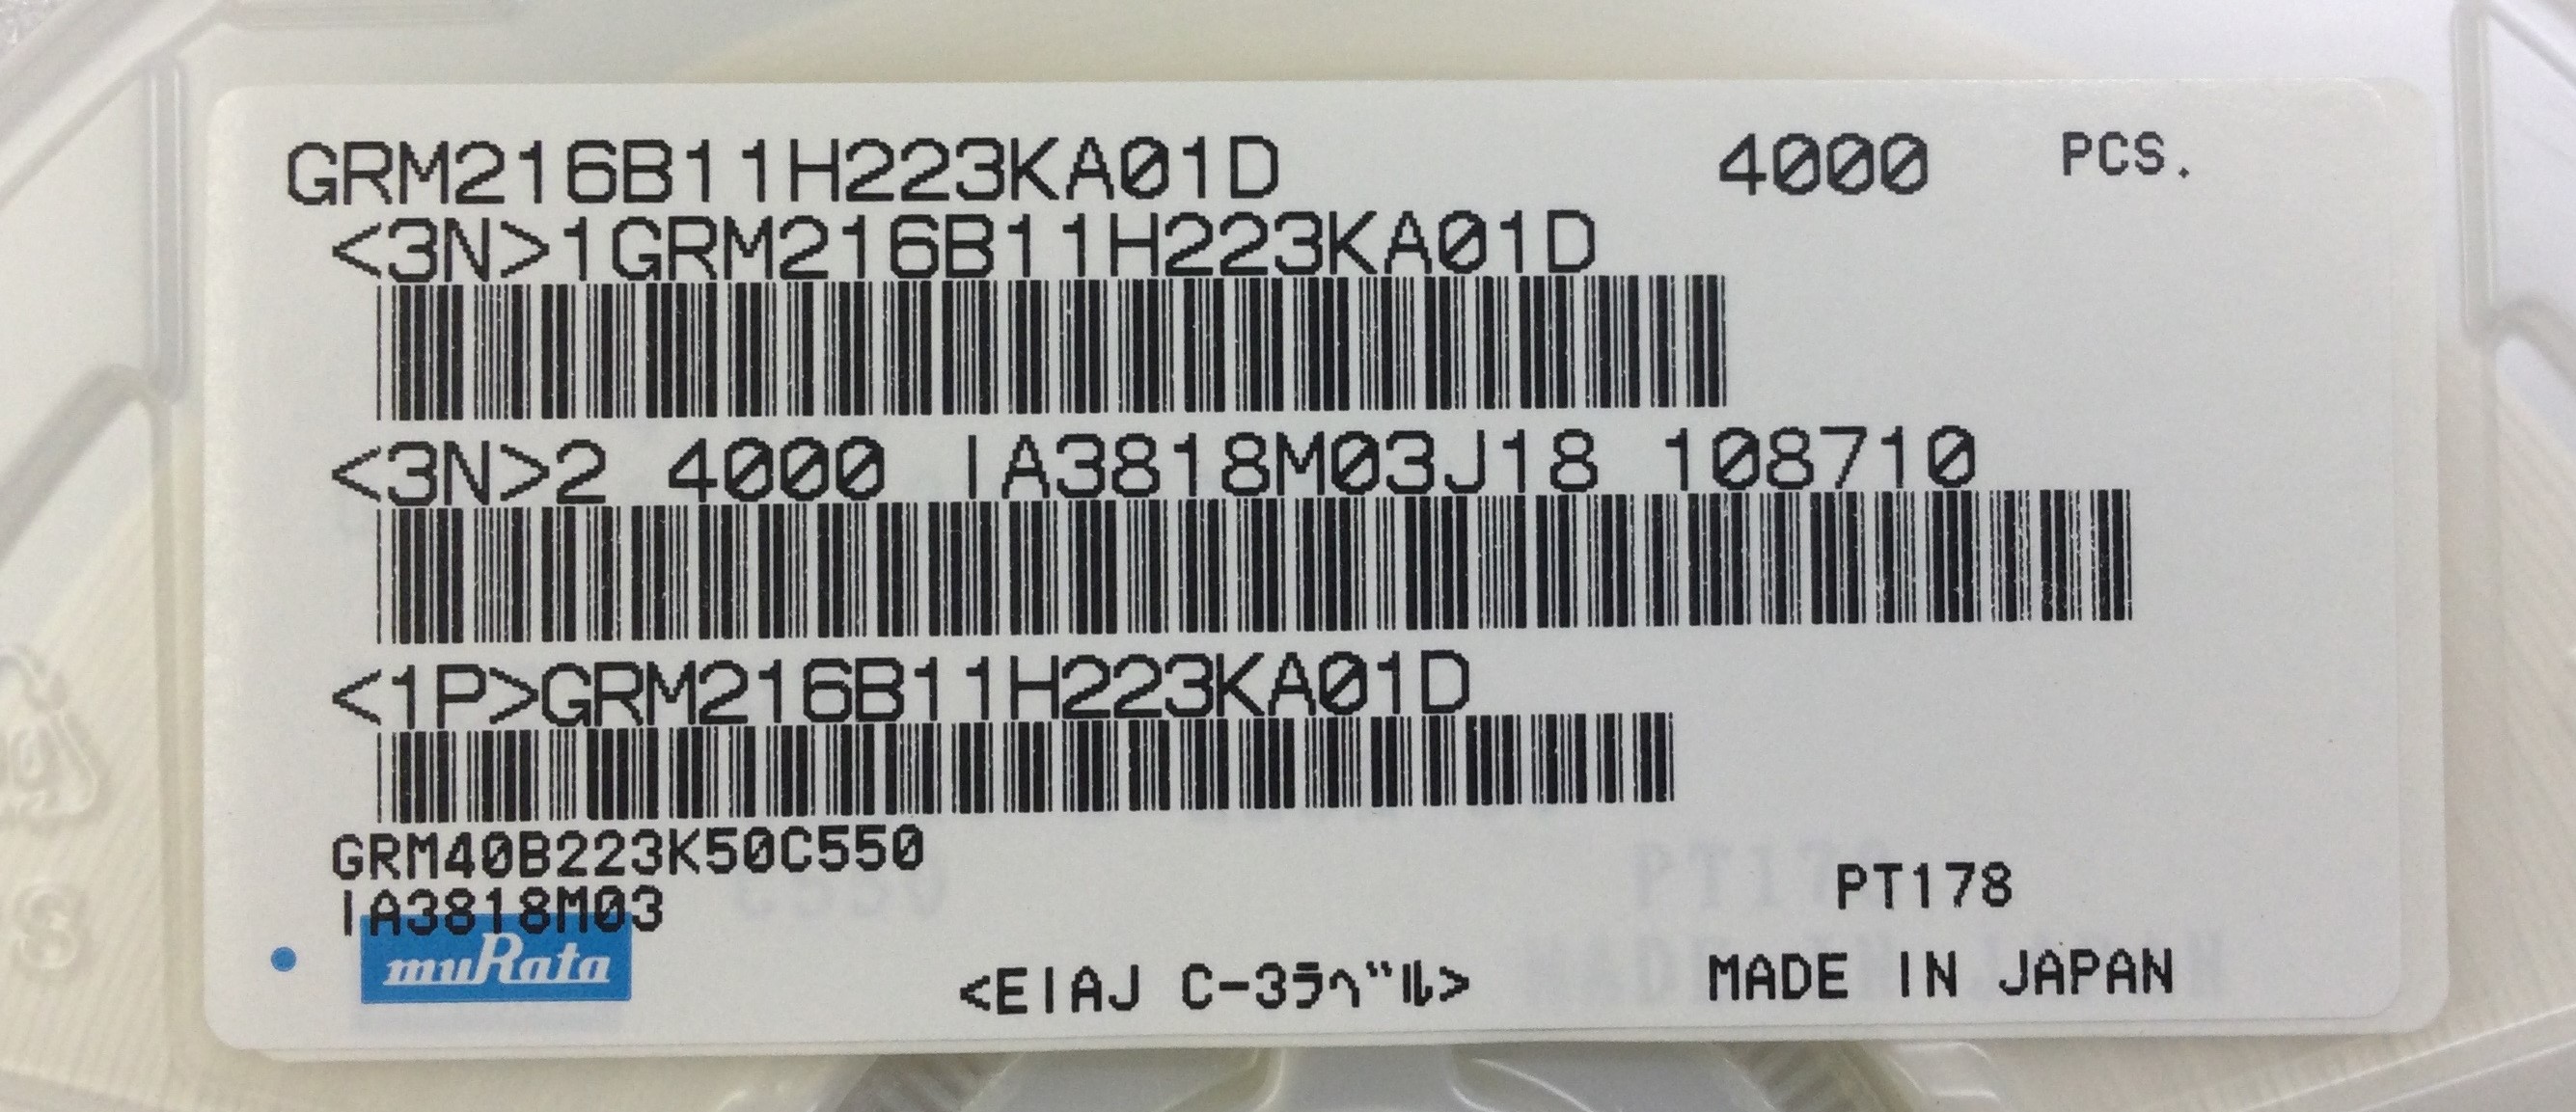 GRM216B11H223KA01D 4000 PCS.
<3N>1GRM216B11H223KA01D
<3N>2 4000 IA3818M03J18 108710
<1P>GRM216B11H223KA01D
GRM40B223K50C550
IA3818M03
PT178
muRata
<EIAJ C-3ラベル>
MADE IN JAPAN